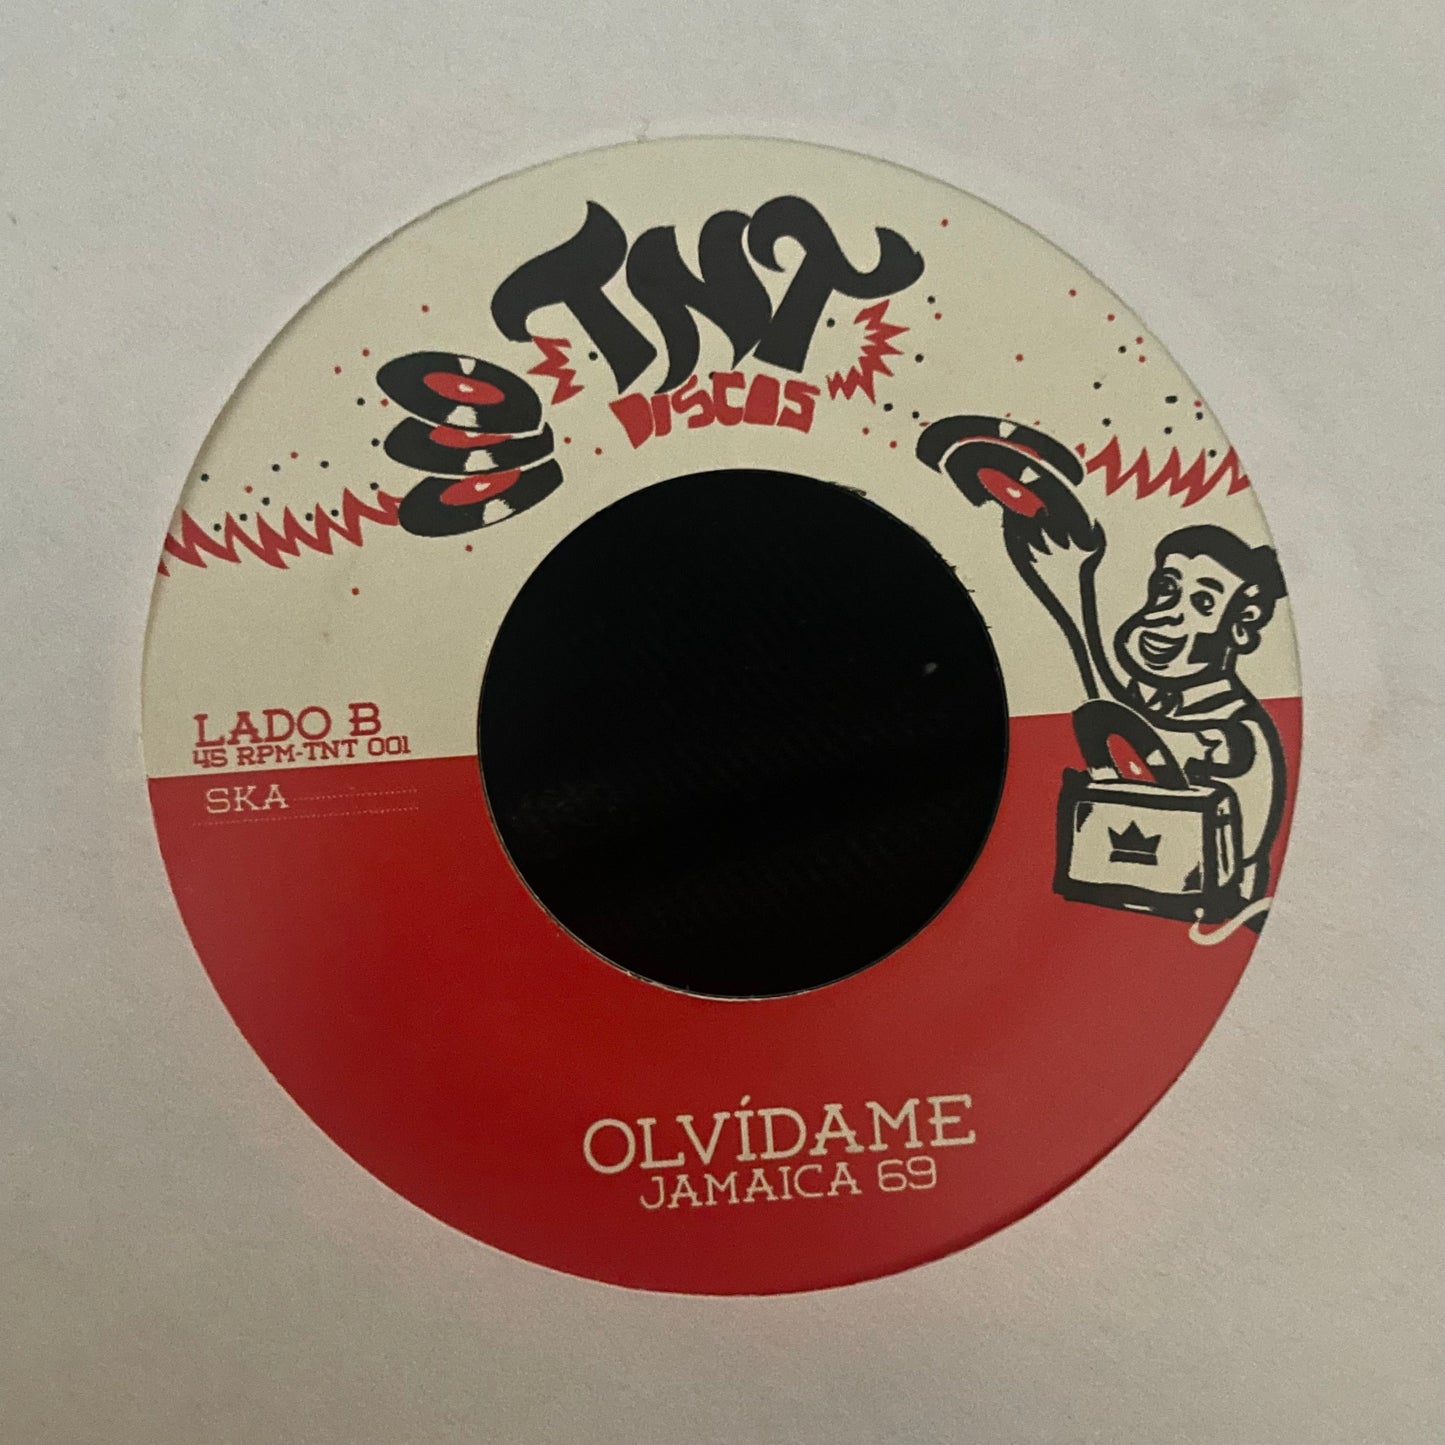 TNT
DISCOS
LADO B
45 RPM-TNT 001
SKA
OLVÍDAME
JAMAICA 69